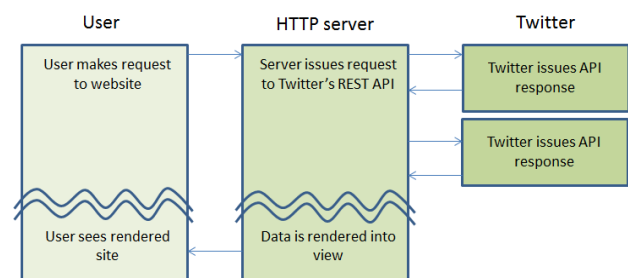 User
HTTP server
Twitter
User makes request
to website
Server issues request
to Twitter's REST API
Twitter issues API
response
Twitter issues API
response
User sees rendered
site
Data is rendered into
view